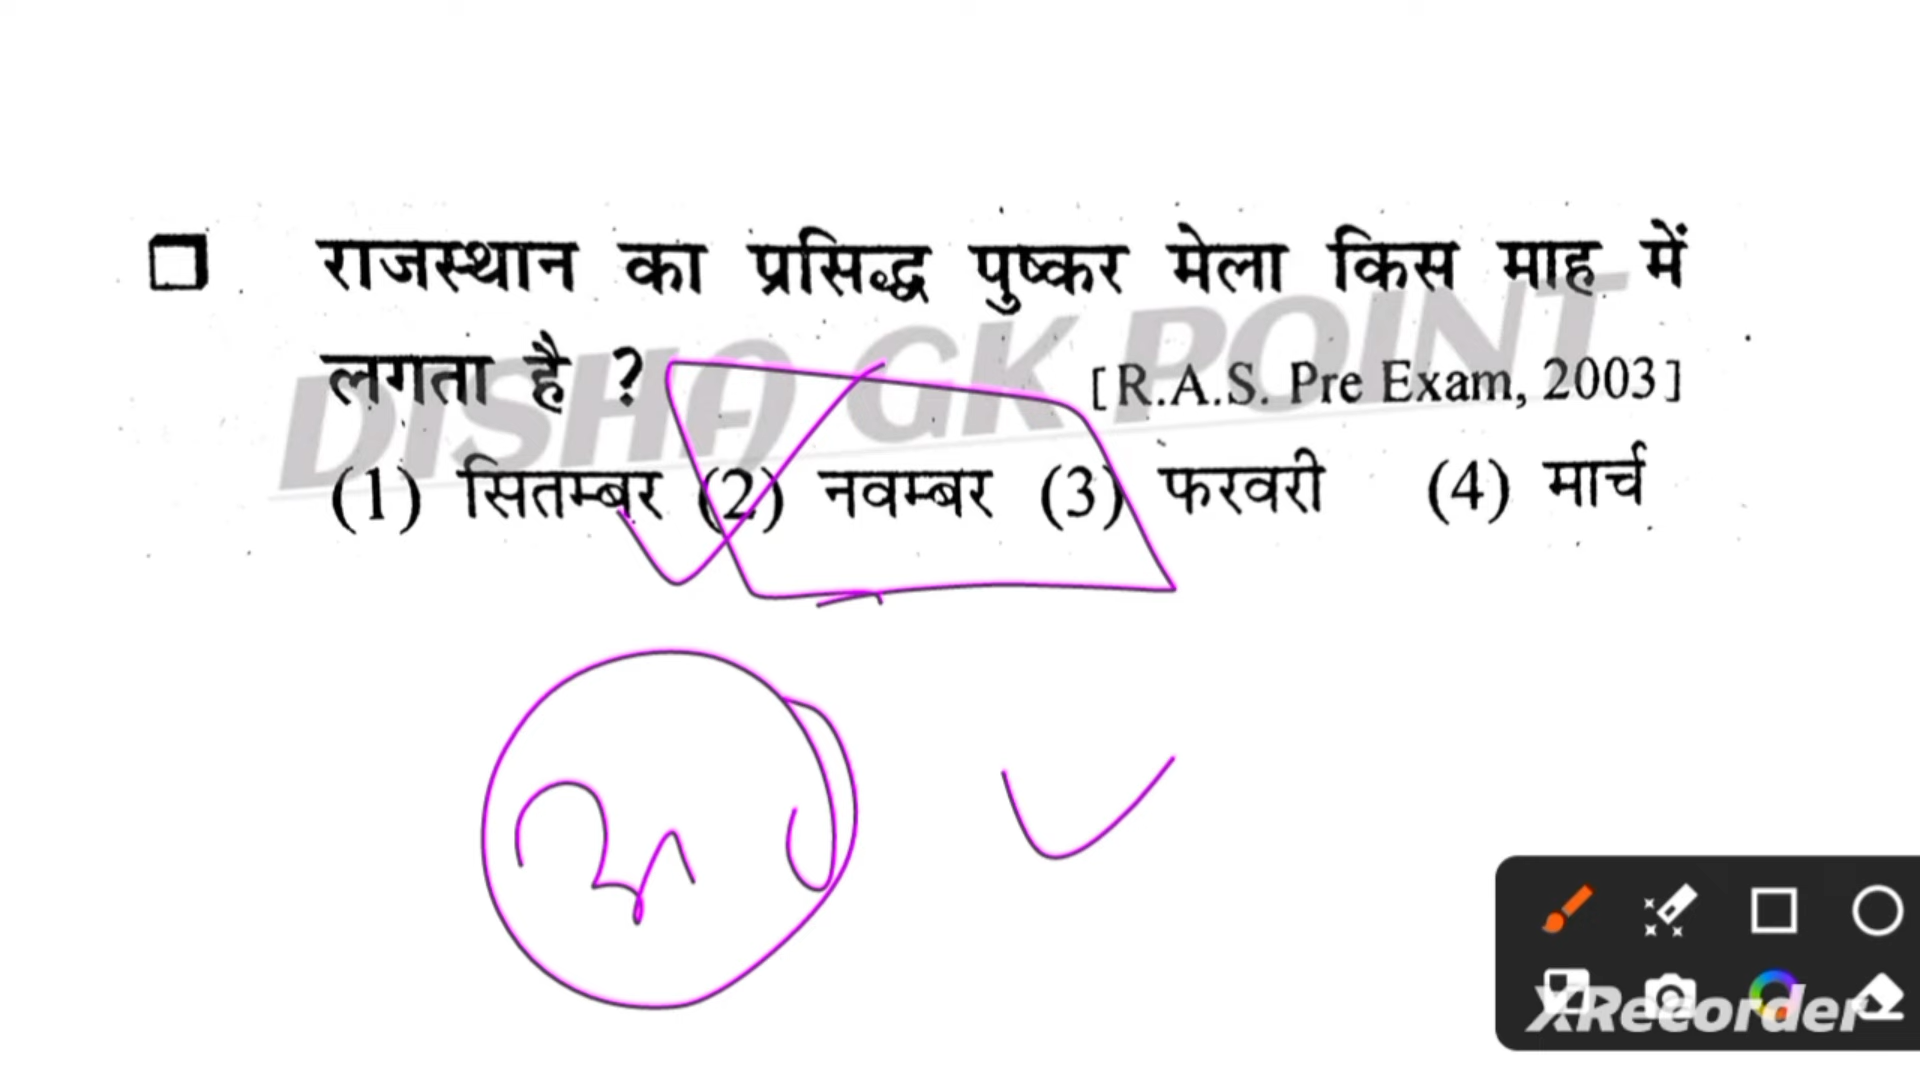 राजस्थान का प्रसिद्ध पुष्कर मेला किस माह में
लगता है ? [R.A.S. Pre Exam, 2003]
DISHA GK POINT
(1) सितम्बर (2) नवम्बर (3) फरवरी (4) मार्च
XRecorder